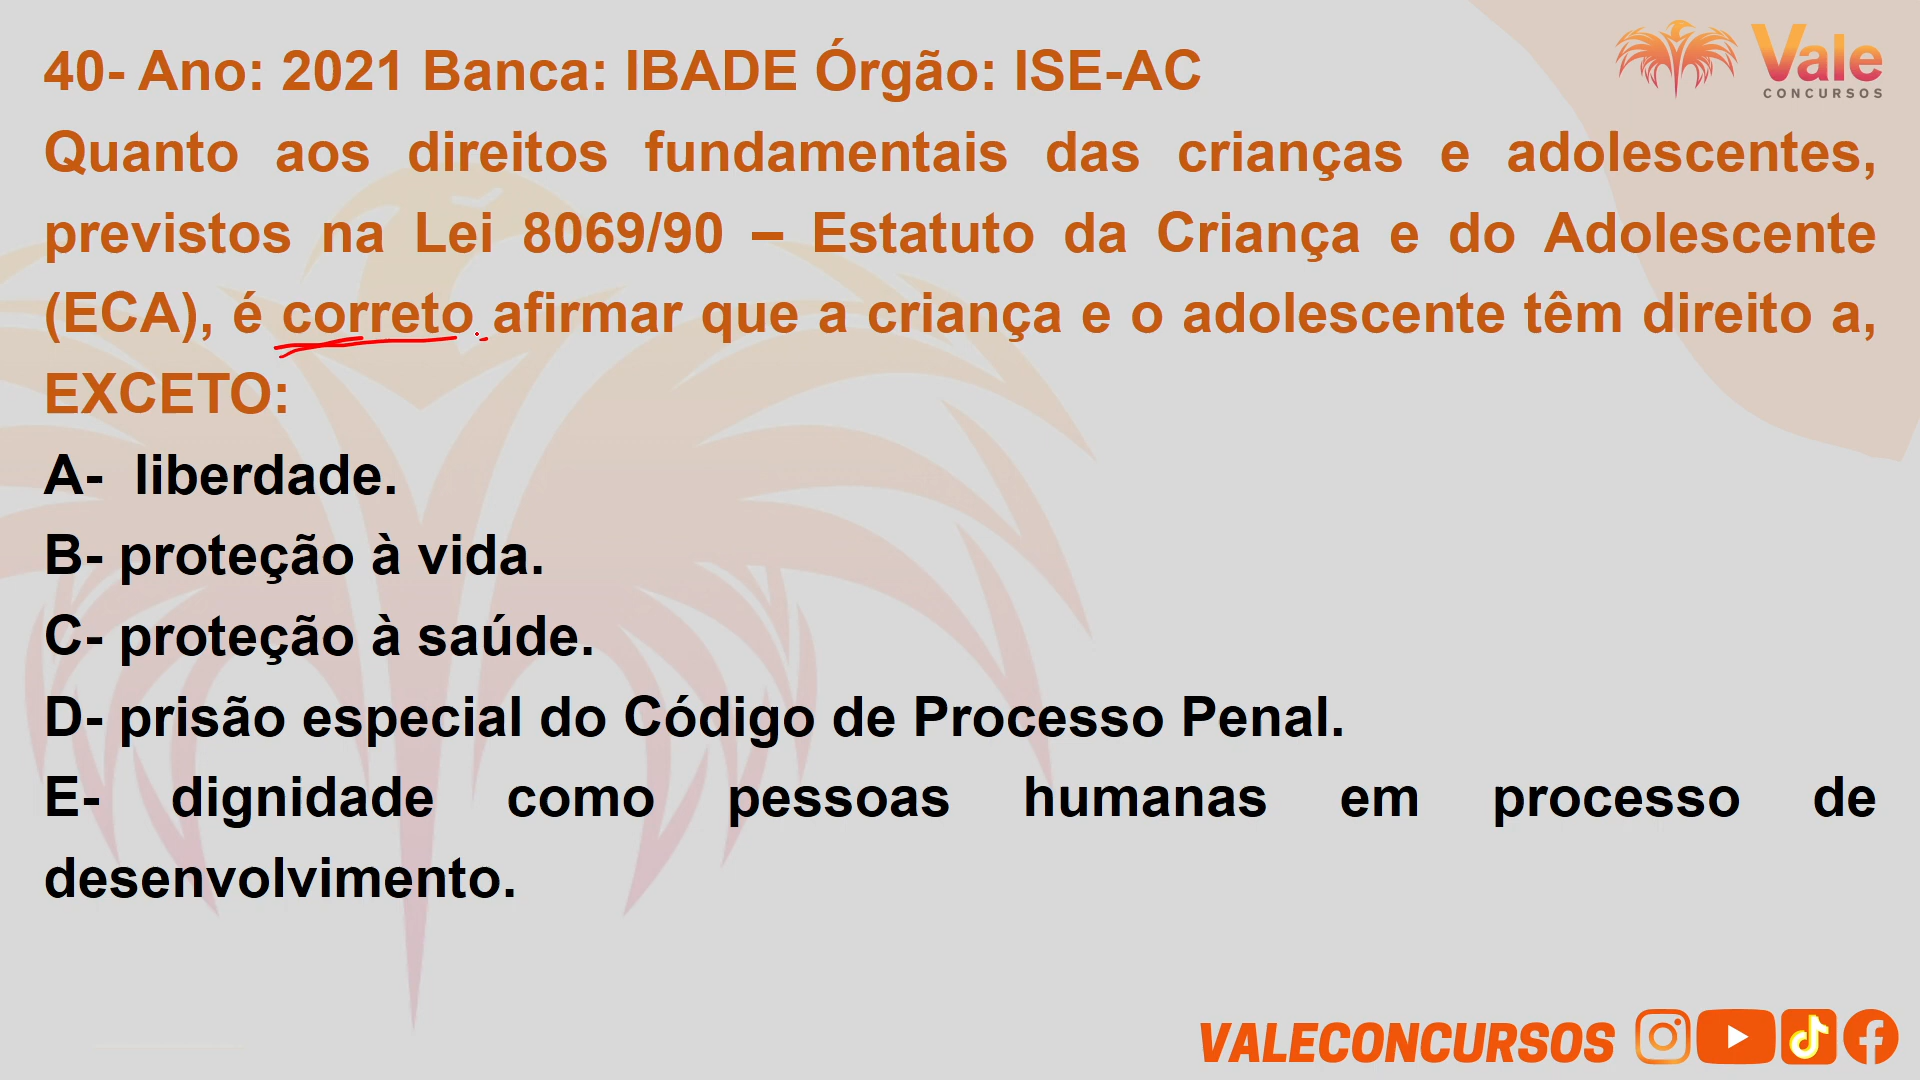 40- Ano: 2021 Banca: IBADE Órgão: ISE-AC
Vale
CONCURSOS
Quanto aos direitos fundamentais das crianças e adolescentes,
previstos na Lei 8069/90 – Estatuto da Criança e do Adolescente
(ECA), é correto afirmar que a criança e o adolescente têm direito a,
EXCETO:
A- liberdade.
B- proteção à vida.
C- proteção à saúde.
D- prisão especial do Código de Processo Penal.
E- dignidade como pessoas humanas em processo de
desenvolvimento.
VALECONCURSOS